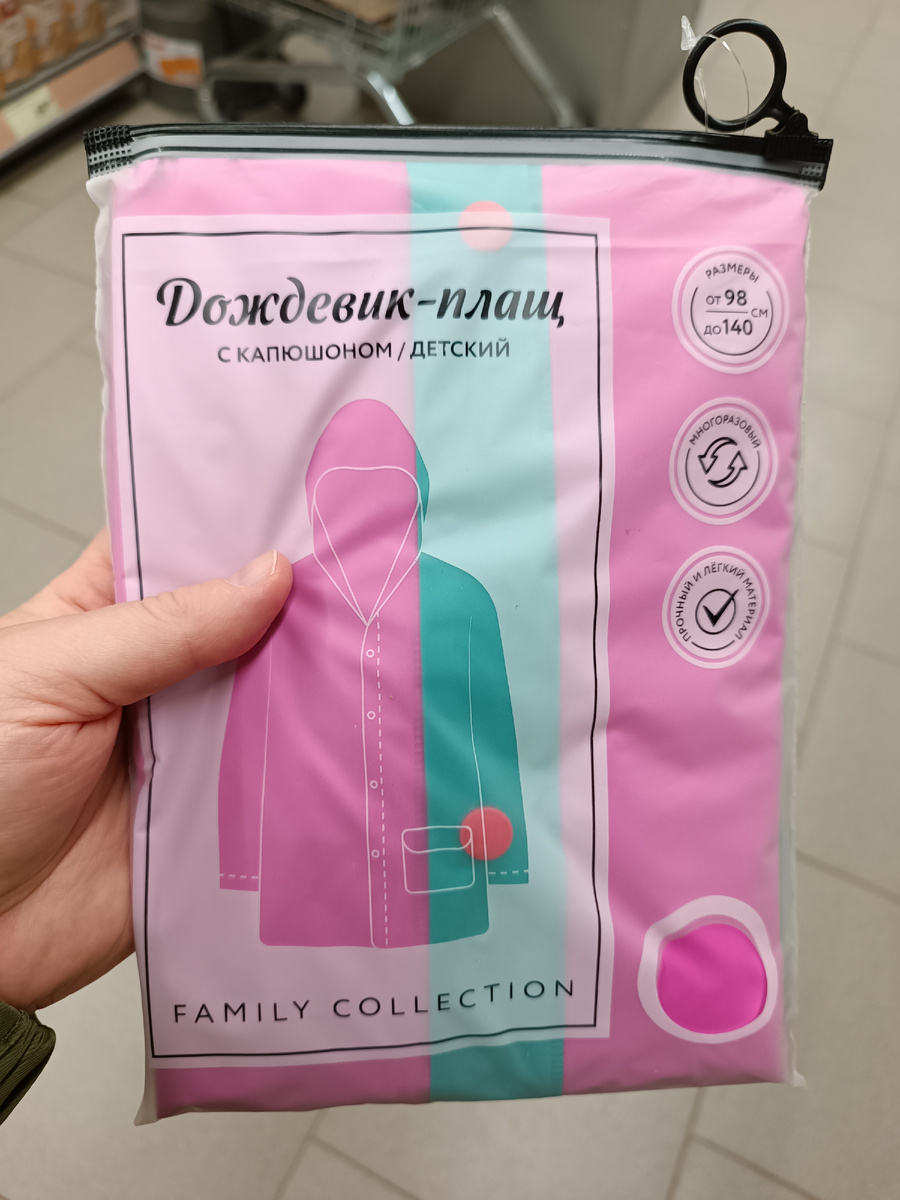 Дождевик-плащ
С КАПЮШОНОМ / ДЕТСКИЙ
FAMILY COLLECTION
РАЗМЕРЫ
ОТ 98
СМ
ДО 140
МНОГОРАЗОВЫЙ
ПРОЧНЫЙ И ЛЁГКИЙ МАТЕРИАЛ